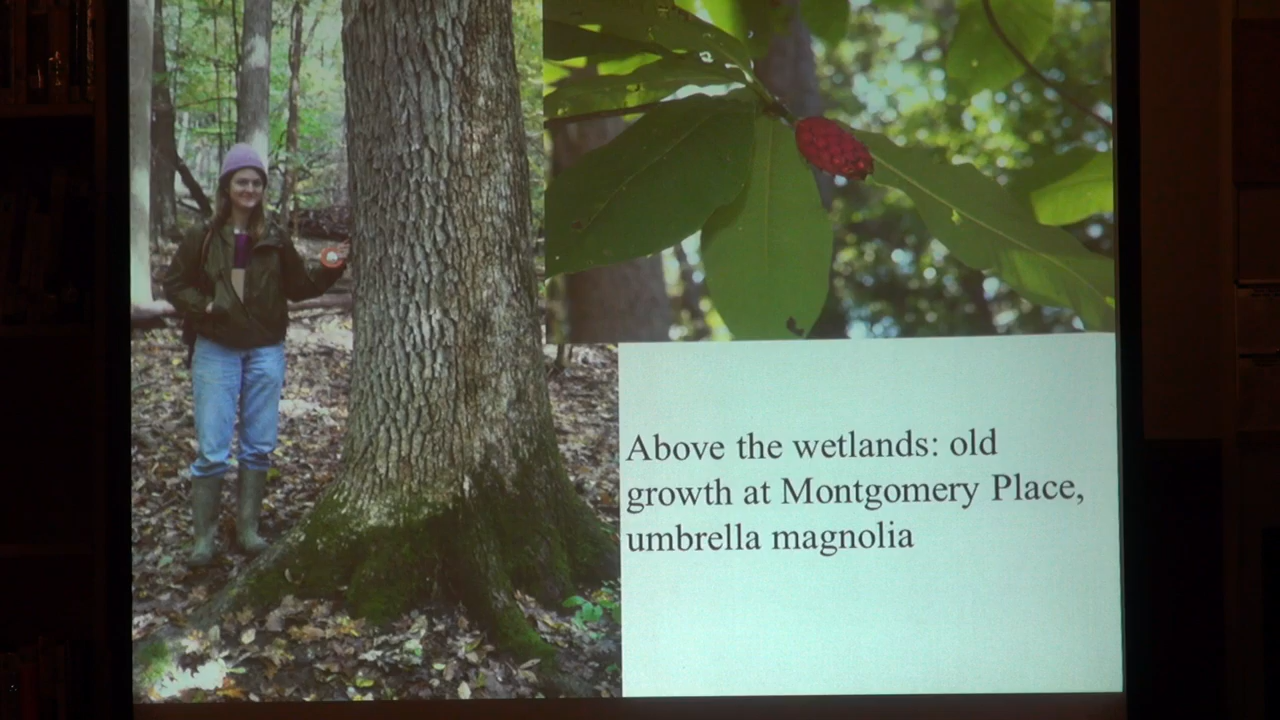 Above the wetlands: old
growth at Montgomery Place,
umbrella magnolia